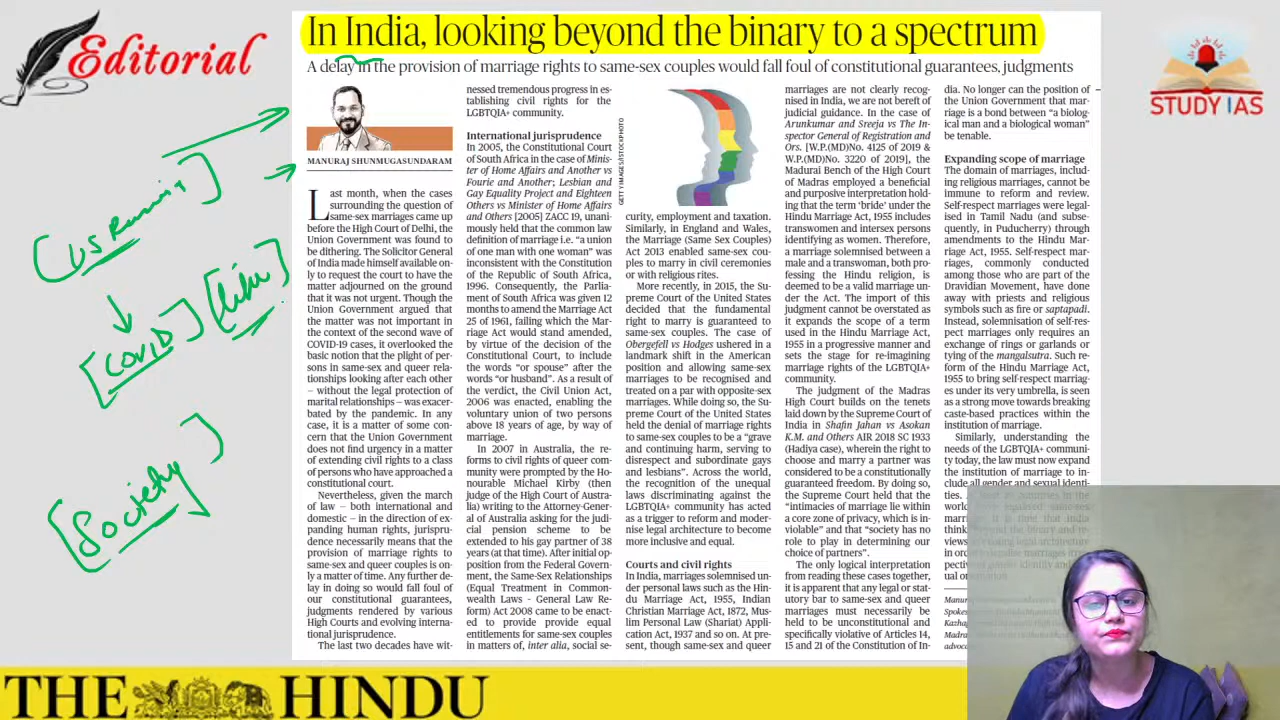 Editorial
In India, looking beyond the binary to a spectrum
A delay in the provision of marriage rights to same-sex couples would fall foul of constitutional guarantees, judgments
STUDY IAS
MANURAJ SHUNMUGASUNDARAM
Last month, when the cases
surrounding the question of
same-sex marriages came up
before the High Court of Delhi, the
Union Government was found to
be dithering. The Solicitor General
of India made himself available on-
ly to request the court to have the
matter adjourned on the ground
that it was not urgent. Though the
Union Government argued that
the matter was not important in
the context of the second wave of
COVID-19 cases, it overlooked the
basic notion that the plight of per-
sons in same-sex and queer rela-
tionships looking after each other
– without the legal protection of
marital relationships – was exacer-
bated by the pandemic. In any
case, it is a matter of some con-
cern that the Union Government
does not find urgency in a matter
of extending civil rights to a class
of persons who have approached a
constitutional court.
Nevertheless, given the march
of law – both international and
domestic – in the direction of ex-
panding human rights, jurispru-
dence necessarily means that the
provision of marriage rights to
same-sex and queer couples is on-
ly a matter of time. Any further de-
lay in doing so would fall foul of
our constitutional guarantees,
judgments rendered by various
High Courts and evolving interna-
tional jurisprudence.
The last two decades have wit-
nessed tremendous progress in es-
tablishing civil rights for the
LGBTQIA+ community.
International jurisprudence
In 2005, the Constitutional Court
of South Africa in the case of Minis-
ter of Home Affairs and Another vs
Fourie and Another; Lesbian and
Gay Equality Project and Eighteen
Others vs Minister of Home Affairs
and Others [2005] ZACC 19, unani-
mously held that the common law
definition of marriage i.e. “a union
of one man with one woman” was
inconsistent with the Constitution
of the Republic of South Africa,
1996. Consequently, the Parlia-
ment of South Africa was given 12
months to amend the Marriage Act
25 of 1961, failing which the Mar-
riage Act would stand amended,
by virtue of the decision of the
Constitutional Court, to include
the words “or spouse” after the
words “or husband”. As a result of
the verdict, the Civil Union Act,
2006 was enacted, enabling the
voluntary union of two persons
above 18 years of age, by way of
marriage.
In 2007 in Australia, the re-
forms to civil rights of queer com-
munity were prompted by the Ho-
nourable Michael Kirby (then
judge of the High Court of Austra-
lia) writing to the Attorney-Gener-
al of Australia asking for the judi-
cial pension scheme to be
extended to his gay partner of 38
years (at that time). After initial op-
position from the Federal Govern-
ment, the Same-Sex Relationships
(Equal Treatment in Common-
wealth Laws - General Law Re-
form) Act 2008 came to be enact-
ed to provide provide equal
entitlements for same-sex couples
in matters of, inter alia, social se-
GETTY IMAGES/ISTOCKPHOTO
curity, employment and taxation.
Similarly, in England and Wales,
the Marriage (Same Sex Couples)
Act 2013 enabled same-sex cou-
ples to marry in civil ceremonies
or with religious rites.
More recently, in 2015, the Su-
preme Court of the United States
decided that the fundamental
right to marry is guaranteed to
same-sex couples. The case of
Obergefell vs Hodges ushered in a
landmark shift in the American
position and allowing same-sex
marriages to be recognised and
treated on a par with opposite-sex
marriages. While doing so, the Su-
preme Court of the United States
held the denial of marriage rights
to same-sex couples to be a “grave
and continuing harm, serving to
disrespect and subordinate gays
and lesbians”. Across the world,
the recognition of the unequal
laws discriminating against the
LGBTQIA+ community has acted
as a trigger to reform and moder-
nise legal architecture to become
more inclusive and equal.
Courts and civil rights
In India, marriages solemnised un-
der personal laws such as the Hin-
du Marriage Act, 1955, Indian
Christian Marriage Act, 1872, Mus-
lim Personal Law (Shariat) Appli-
cation Act, 1937 and so on. At pre-
sent, though same-sex and queer
marriages are not clearly recog-
nised in India, we are not bereft of
judicial guidance. In the case of
Arunkumar and Sreeja vs The In-
spector General of Registration and
Ors. [W.P.(MD)No. 4125 of 2019 &
W.P.(MD)No. 3220 of 2019], the
Madurai Bench of the High Court
of Madras employed a beneficial
and purposive interpretation hold-
ing that the term ‘bride’ under the
Hindu Marriage Act, 1955 includes
transwomen and intersex persons
identifying as women. Therefore,
a marriage solemnised between a
male and a transwoman, both pro-
fessing the Hindu religion, is
deemed to be a valid marriage un-
der the Act. The import of this
judgment cannot be overstated as
it expands the scope of a term
used in the Hindu Marriage Act,
1955 in a progressive manner and
sets the stage for re-imagining
marriage rights of the LGBTQIA+
community.
The judgment of the Madras
High Court builds on the tenets
laid down by the Supreme Court of
India in Shafin Jahan vs Asokan
K.M. and Others AIR 2018 SC 1933
(Hadiya case), wherein the right to
choose and marry a partner was
considered to be a constitutionally
guaranteed freedom. By doing so,
the Supreme Court held that the
“intimacies of marriage lie within
a core zone of privacy, which is in-
violable” and that “society has no
role to play in determining our
choice of partners”.
The only logical interpretation
from reading these cases together,
it is apparent that any legal or stat-
utory bar to same-sex and queer
marriages must necessarily be
held to be unconstitutional and
specifically violative of Articles 14,
15 and 21 of the Constitution of In-
dia. No longer can the position of
the Union Government that mar-
riage is a bond between “a biolog-
ical man and a biological woman”
be tenable.
Expanding scope of marriage
The domain of marriages, includ-
ing religious marriages, cannot be
immune to reform and review.
Self-respect marriages were legal-
ised in Tamil Nadu (and subse-
quently, in Puducherry) through
amendments to the Hindu Mar-
riage Act, 1955. Self-respect mar-
riages, commonly conducted
among those who are part of the
Dravidian Movement, have done
away with priests and religious
symbols such as fire or saptapadi.
Instead, solemnisation of self-res-
pect marriages only requires an
exchange of rings or garlands or
tying of the mangalsutra. Such re-
form of the Hindu Marriage Act,
1955 to bring self-respect marriag-
es under its very umbrella, is seen
as a strong move towards breaking
caste-based practices within the
institution of marriage.
Similarly, understanding the
needs of the LGBTQIA+ communi-
ty today, the law must now expand
the institution of marriage to in-
clude all gender and sexual identi-
ties.
[COVID]
[Society]
THE HINDU